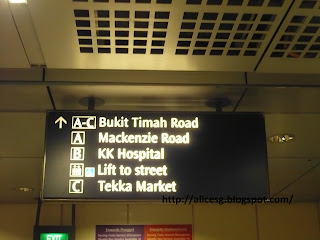 A-C Bukit Timah Road
A Mackenzie Road
B KK Hospital
Lift to street
C Tekka Market
http://alicesg.blogspot.com/
EXIT